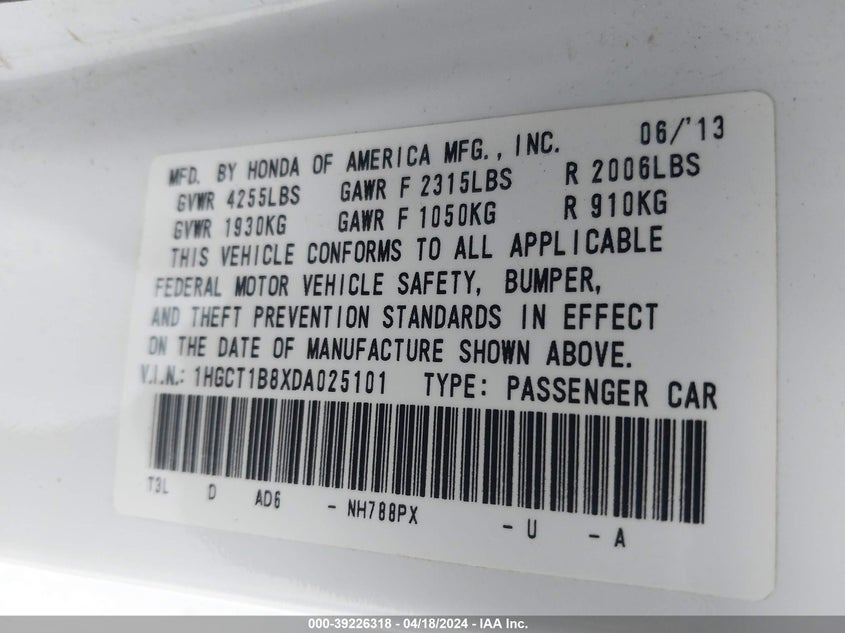 MFD. BY HONDA OF AMERICA MFG., INC. 06/'13
GVWR 4255LBS GAWR F 2315LBS R 2006LBS
GVWR 1930KG GAWR F 1050KG R 910KG
THIS VEHICLE CONFORMS TO ALL APPLICABLE
FEDERAL MOTOR VEHICLE SAFETY, BUMPER,
AND THEFT PREVENTION STANDARDS IN EFFECT
ON THE DATE OF MANUFACTURE SHOWN ABOVE.
V.I.N.: 1HGCT1B8XDA025101 TYPE: PASSENGER CAR
T3L D AD6 - NH788PX - U - A
000-39226318 - 04/18/2024 - IAA Inc.